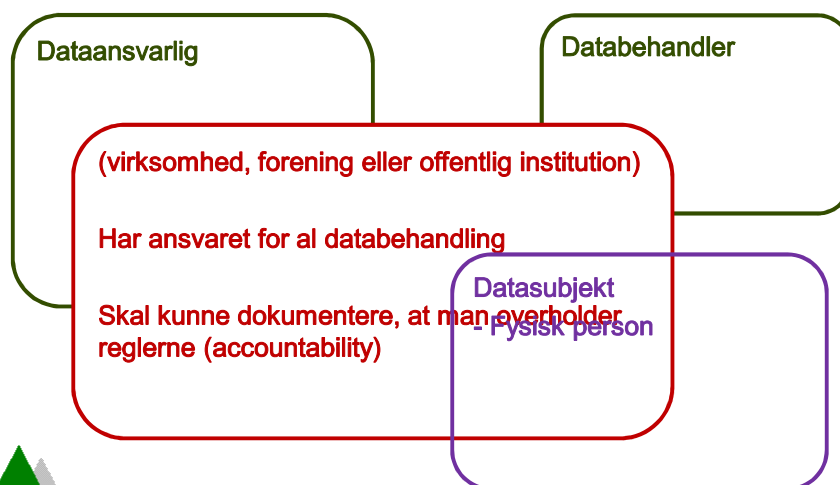 Dataansvarlig
Databehandler
(virksomhed, forening eller offentlig institution)
Har ansvaret for al databehandling
Skal kunne dokumentere, at man overholder
reglerne (accountability)
Datasubjekt
- Fysisk person